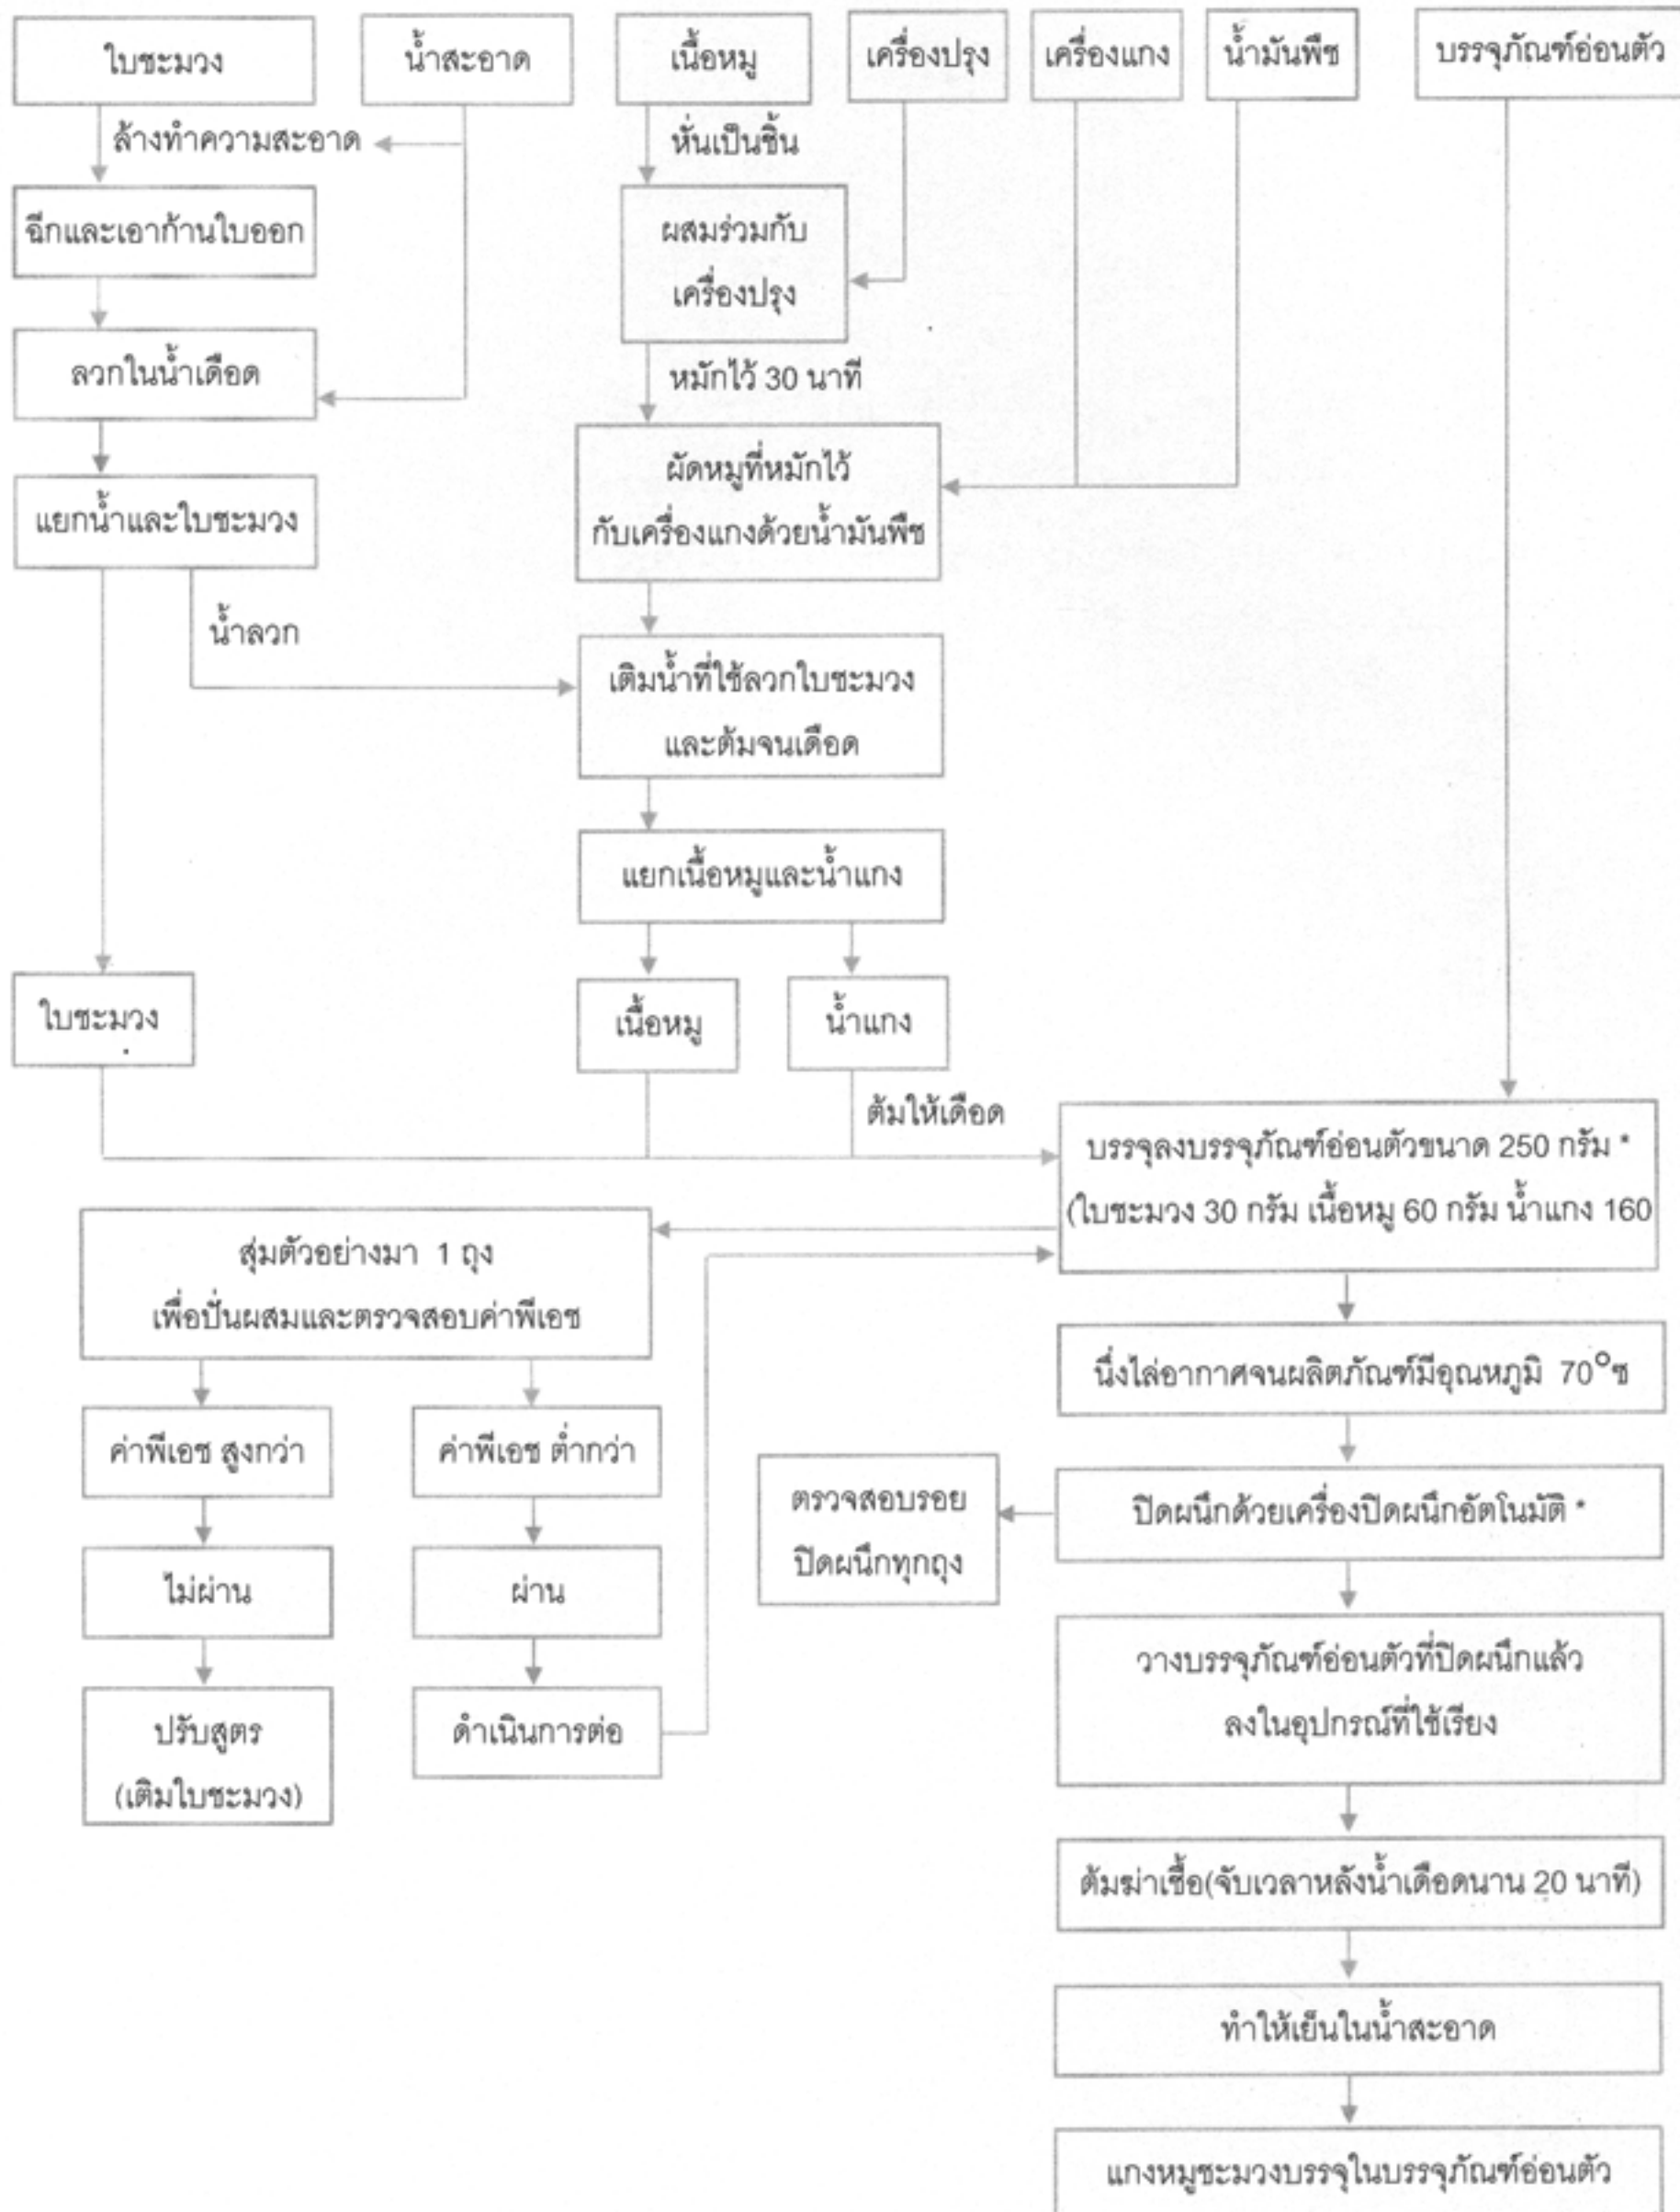 ใบชะมวง
น้ำสะอาด
เนื้อหมู
เครื่องปรุง
เครื่องแกง
น้ำมันพืช
บรรจุภัณฑ์อ่อนตัว
ล้างทำความสะอาด
หั่นเป็นชิ้น
ฉีกและเอาก้านใบออก
ผสมร่วมกับ
เครื่องปรุง
ลวกในน้ำเดือด
หมักไว้ 30 นาที
แยกน้ำและใบชะมวง
ผัดหมูที่หมักไว้
กับเครื่องแกงด้วยน้ำมันพืช
น้ำลวก
เติมน้ำที่ใช้ลวกใบชะมวง
และต้มจนเดือด
แยกเนื้อหมูและน้ำแกง
ใบชะมวง
เนื้อหมู
น้ำแกง
ต้มให้เดือด
บรรจุลงบรรจุภัณฑ์อ่อนตัวขนาด 250 กรัม *
(ใบชะมวง 30 กรัม เนื้อหมู 60 กรัม น้ำแกง 160
สุ่มตัวอย่างมา 1 ถุง
เพื่อปั่นผสมและตรวจสอบค่าพีเอช
นึ่งไล่อากาศจนผลิตภัณฑ์มีอุณหภูมิ 70°ซ
ค่าพีเอช สูงกว่า
ค่าพีเอช ต่ำกว่า
ตรวจสอบรอย
ปิดผนึกทุกถุง
ปิดผนึกด้วยเครื่องปิดผนึกอัตโนมัติ *
ไม่ผ่าน
ผ่าน
วางบรรจุภัณฑ์อ่อนตัวที่ปิดผนึกแล้ว
ลงในอุปกรณ์ที่ใช้เรียง
ปรับสูตร
(เติมใบชะมวง)
ดำเนินการต่อ
ต้มฆ่าเชื้อ(จับเวลาหลังน้ำเดือดนาน 20 นาที)
ทำให้เย็นในน้ำสะอาด
แกงหมูชะมวงบรรจุในบรรจุภัณฑ์อ่อนตัว